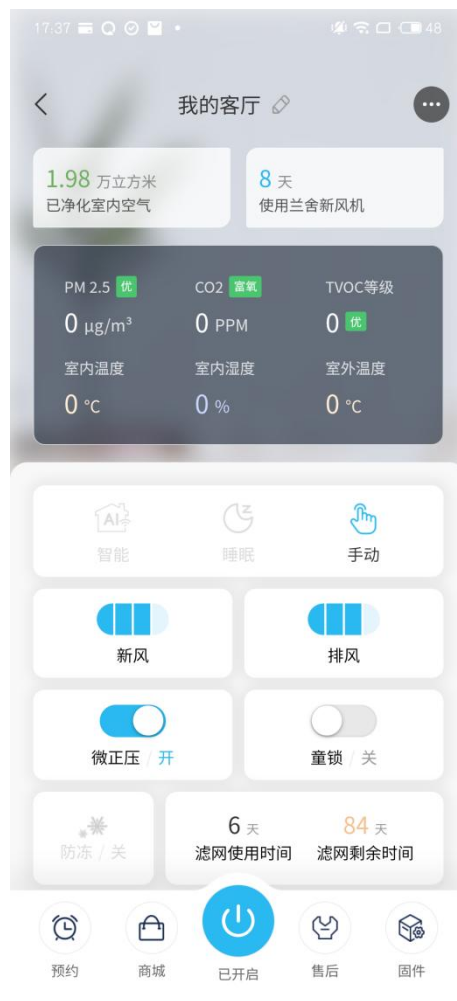 17:37 48
我的客厅
1.98 万立方米 8 天
已净化室内空气 使用兰舍新风机
PM 2.5 优 CO2 富氧 TVOC等级
0 μg/m³ 0 PPM 0 优
室内温度 室内湿度 室外温度
0 °C 0 % 0 °C
AI Z
智能 睡眠 手动
新风 排风
微正压 / 开 童锁 / 关
6 天 84 天
防冻 / 关 滤网使用时间 滤网剩余时间
预约 商城 已开启 售后 固件